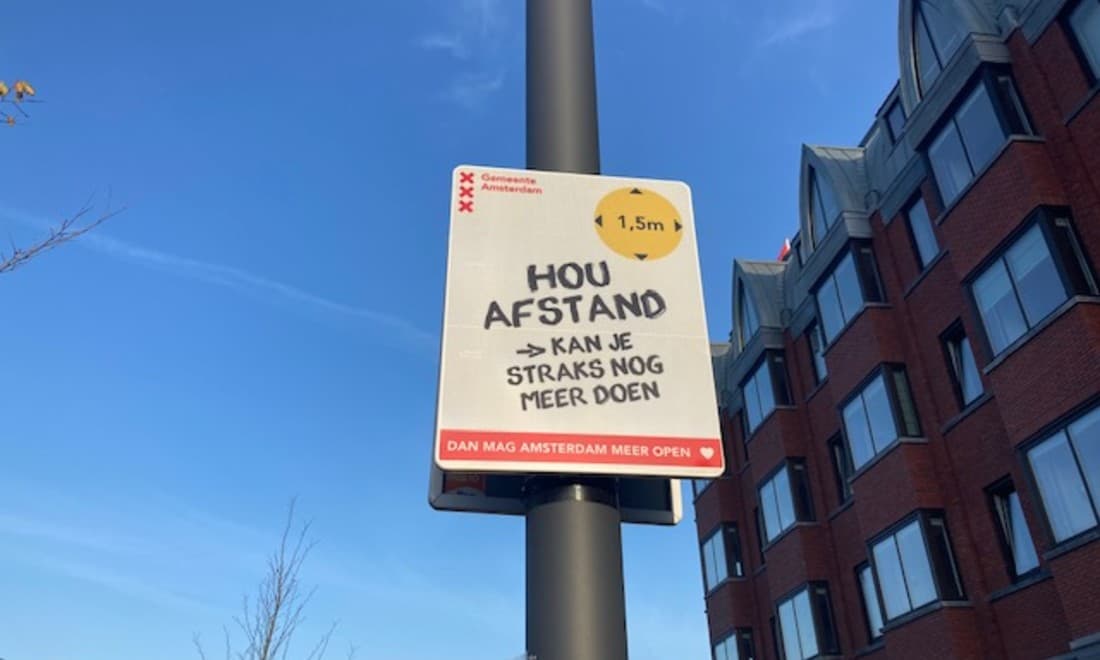 Gemeente
Amsterdam
1,5m
HOU
AFSTAND
→ KAN JE
STRAKS NOG
MEER DOEN
DAN MAG AMSTERDAM MEER OPEN